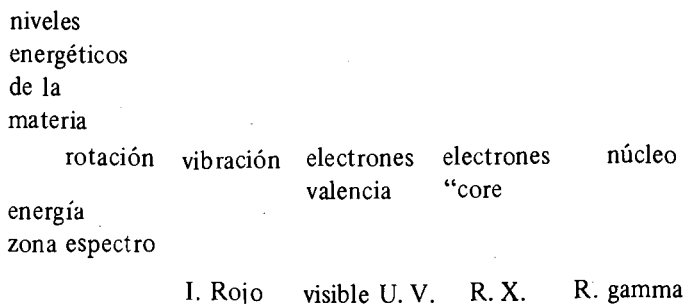 niveles
energéticos
de la
materia
rotación vibración electrones electrones núcleo
valencia “core
energía
zona espectro
I. Rojo visible U. V. R. X. R. gamma